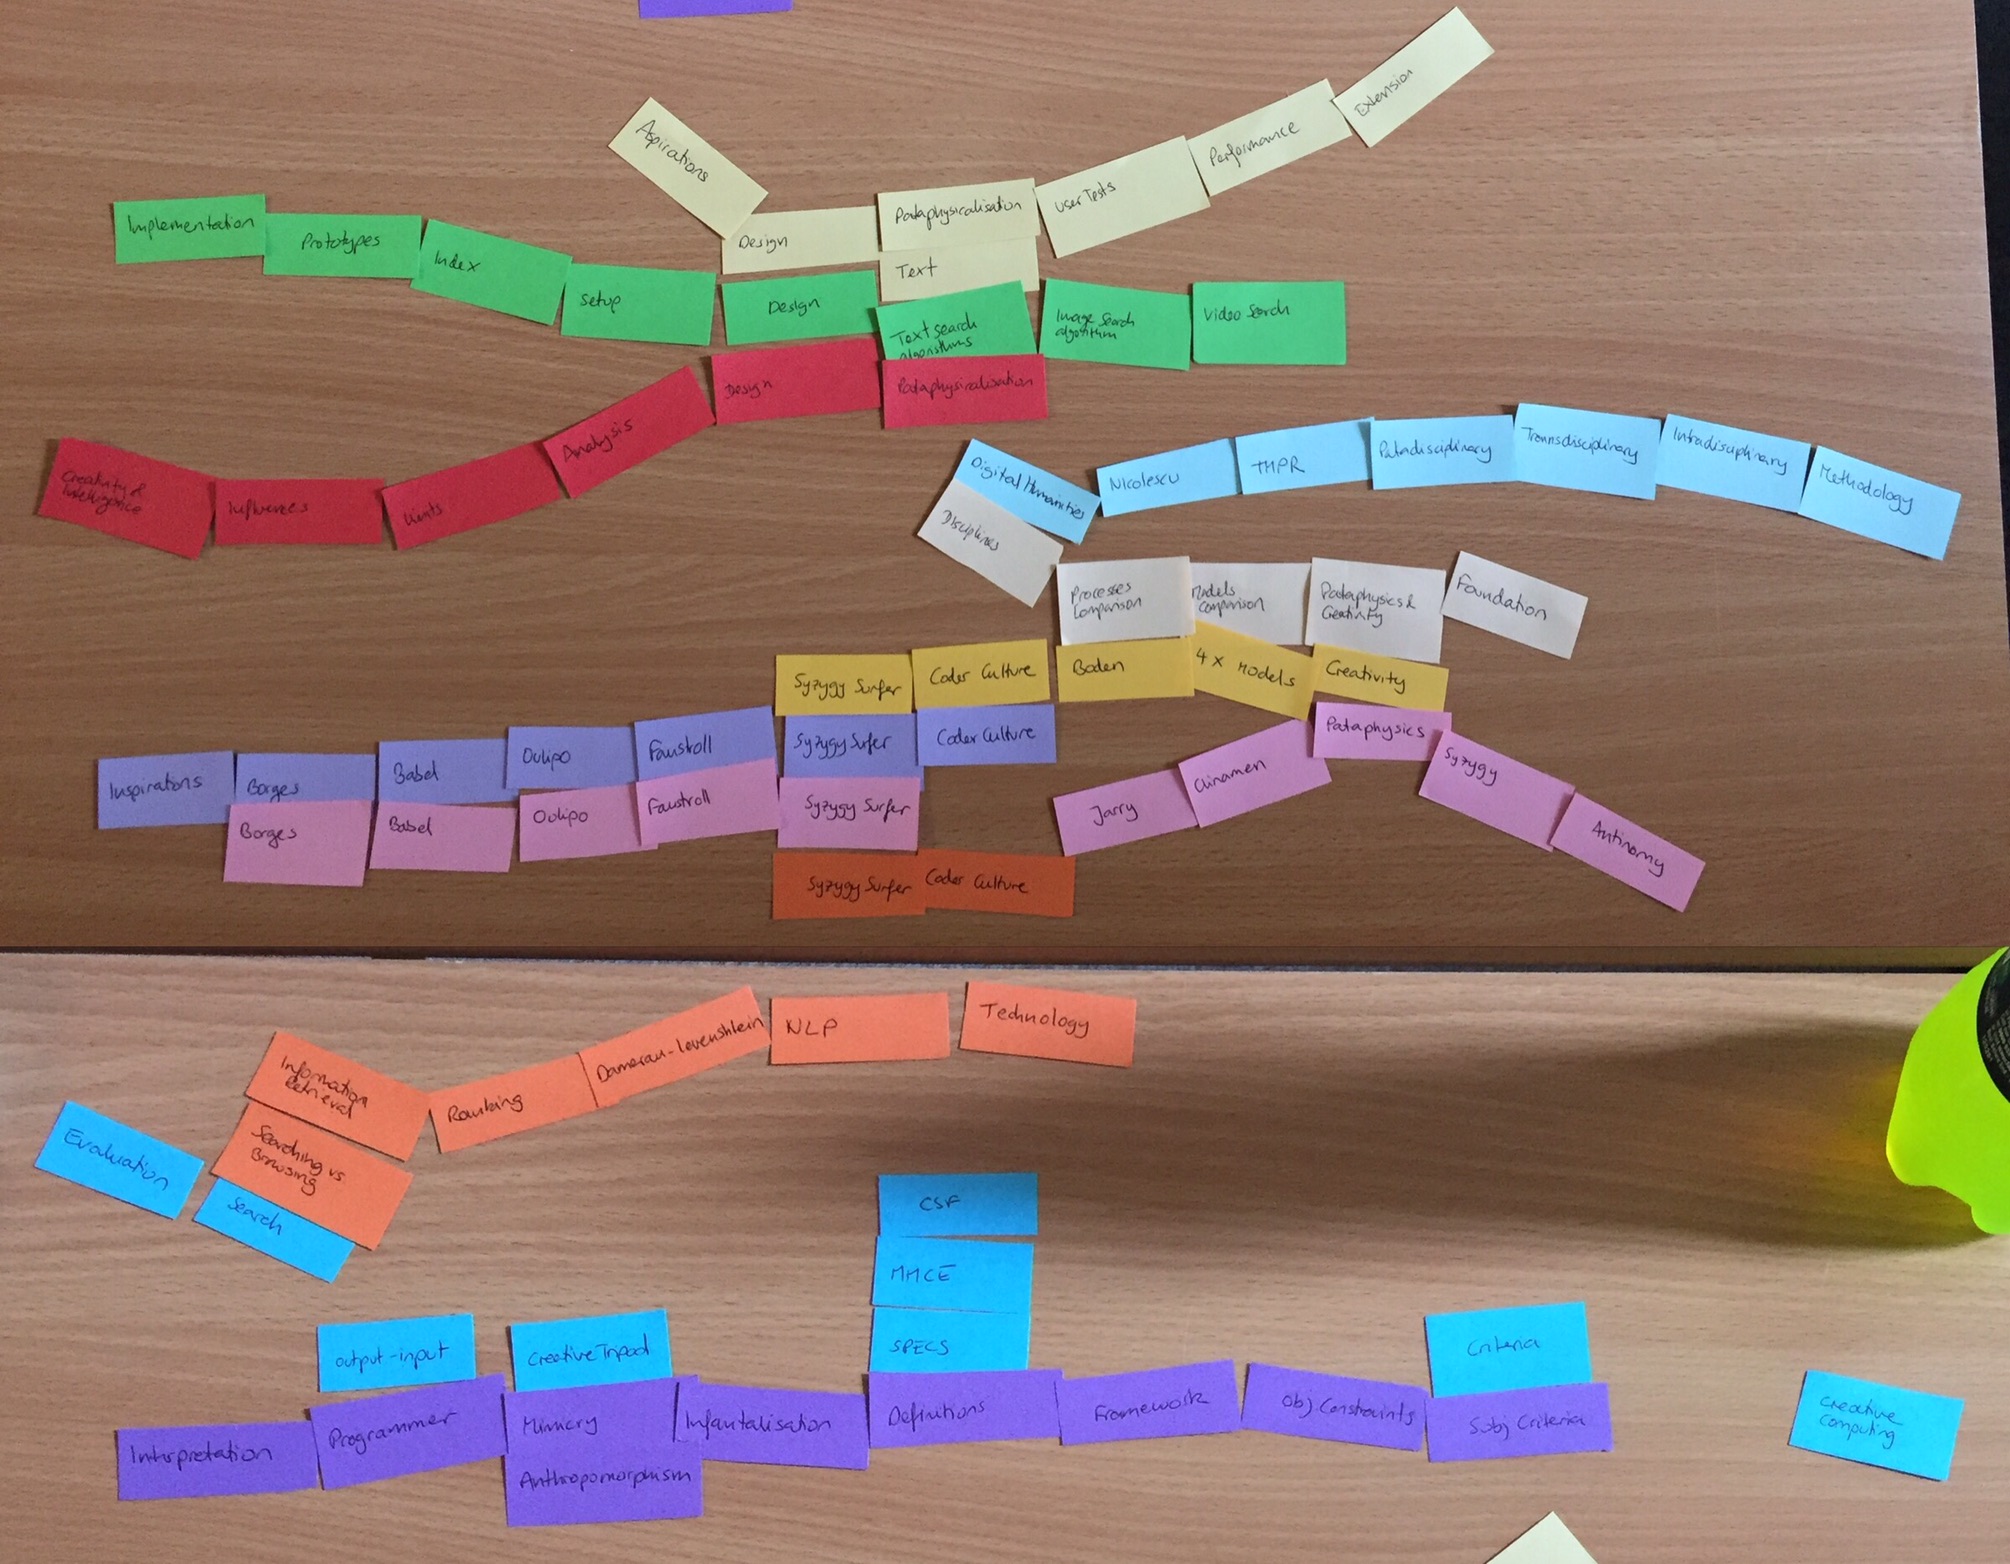 Extension
Aspirations
Performance
User Tests
Pataphysicalisation
Design
Text
Implementation
Prototypes
Index
Setup
Design
Text search
algorithms
Image Search
algorithm
Video Search
Creativity &
Intelligence
Influences
Limits
Analysis
Design
Pataphysicalisation
Digital Humanities
Nicolescu
Patadisciplinary
Transdisciplinary
Intradisciplinary
Methodology
Disciplines
Processes
Comparison
Models
Comparison
Pataphysics &
Creativity
Foundation
Syzygy Surfer
Coder Culture
Boden
4 x Models
Creativity
Inspirations
Borges
Babel
Oulipo
Faustroll
Syzygy Surfer
Coder Culture
Borges
Babel
Oulipo
Faustroll
Syzygy Surfer
Jarry
Clinamen
Pataphysics
Syzygy
Antinomy
Syzygy Surfer
Coder Culture
Information
Retrieval
Ranking
Damerau-Levenshtein
NLP
Technology
Evaluation
Searching vs
Browsing
Search
CSF
MMCE
SPECS
output-input
Creative Tripod
Criteria
Creative
Computing
Interpretation
Programmer
Mimicry
Infantalisation
Definitions
Framework
Obj Constraints
Subj Criteria
Anthropomorphism